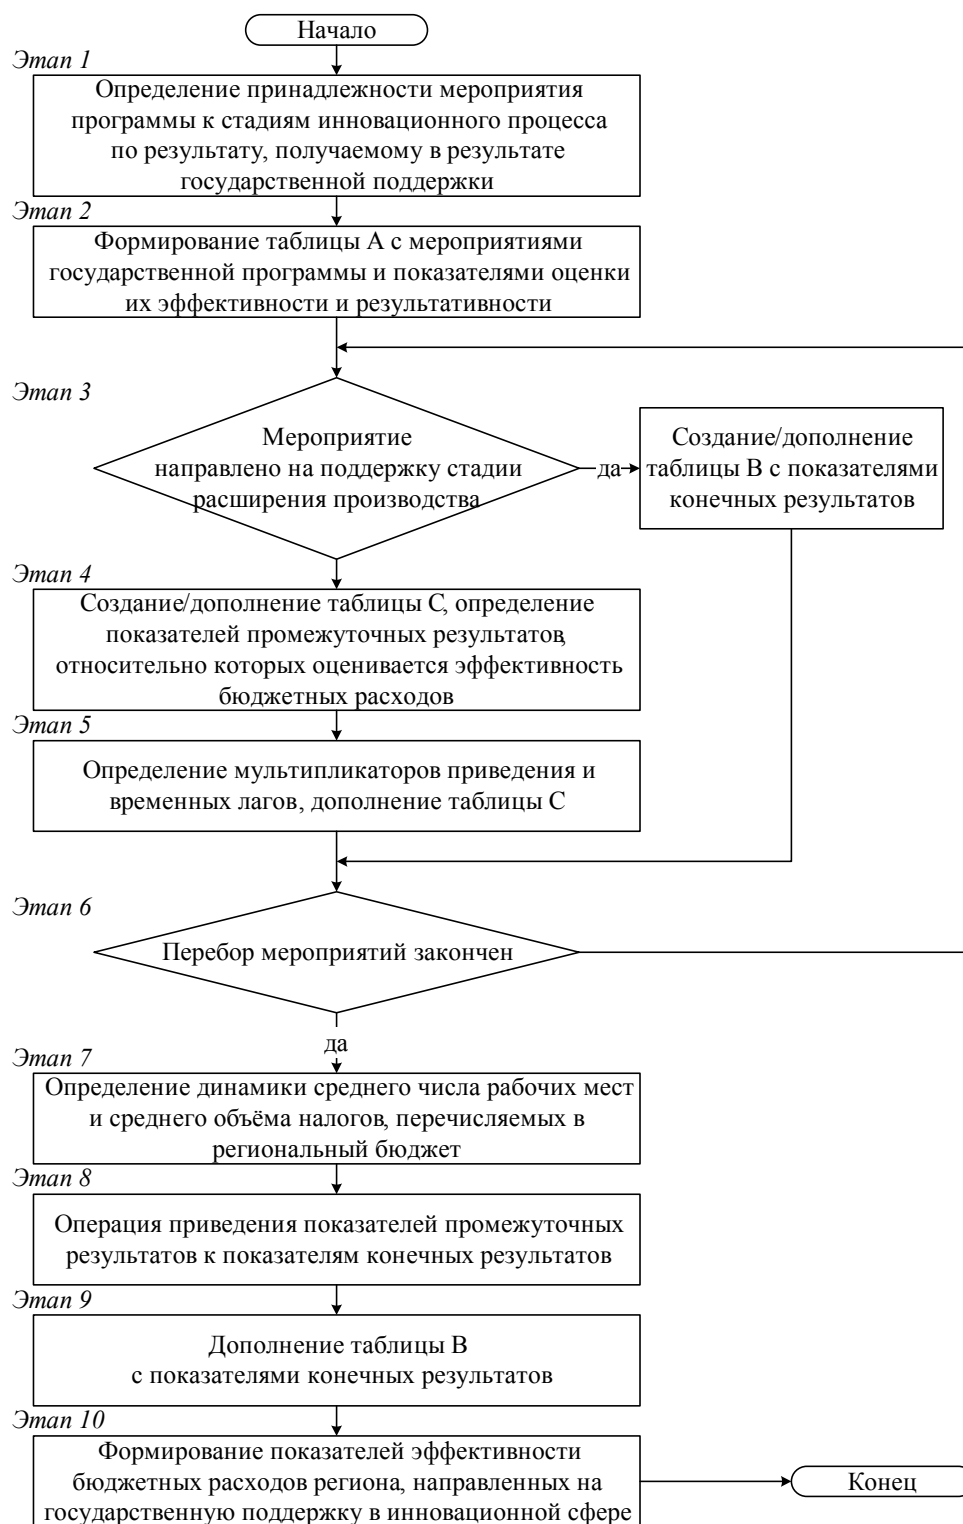 Начало
Этап 1
Определение принадлежности мероприятия
программы к стадиям инновационного процесса
по результату, получаемому в результате
государственной поддержки
Этап 2
Формирование таблицы А с мероприятиями
государственной программы и показателями оценки
их эффективности и результативности
Этап 3
Мероприятие
направлено на поддержку стадии
расширения производства
да
Создание/дополнение
таблицы В с показателями
конечных результатов
Этап 4
Создание/дополнение таблицы С, определение
показателей промежуточных результатов,
относительно которых оценивается эффективность
бюджетных расходов
Этап 5
Определение мультипликаторов приведения и
временных лагов, дополнение таблицы С
Этап 6
Перебор мероприятий закончен
да
Этап 7
Определение динамики среднего числа рабочих мест
и среднего объёма налогов, перечисляемых в
региональный бюджет
Этап 8
Операция приведения показателей промежуточных
результатов к показателям конечных результатов
Этап 9
Дополнение таблицы В
с показателями конечных результатов
Этап 10
Формирование показателей эффективности
бюджетных расходов региона, направленных на
государственную поддержку в инновационной сфере
Конец